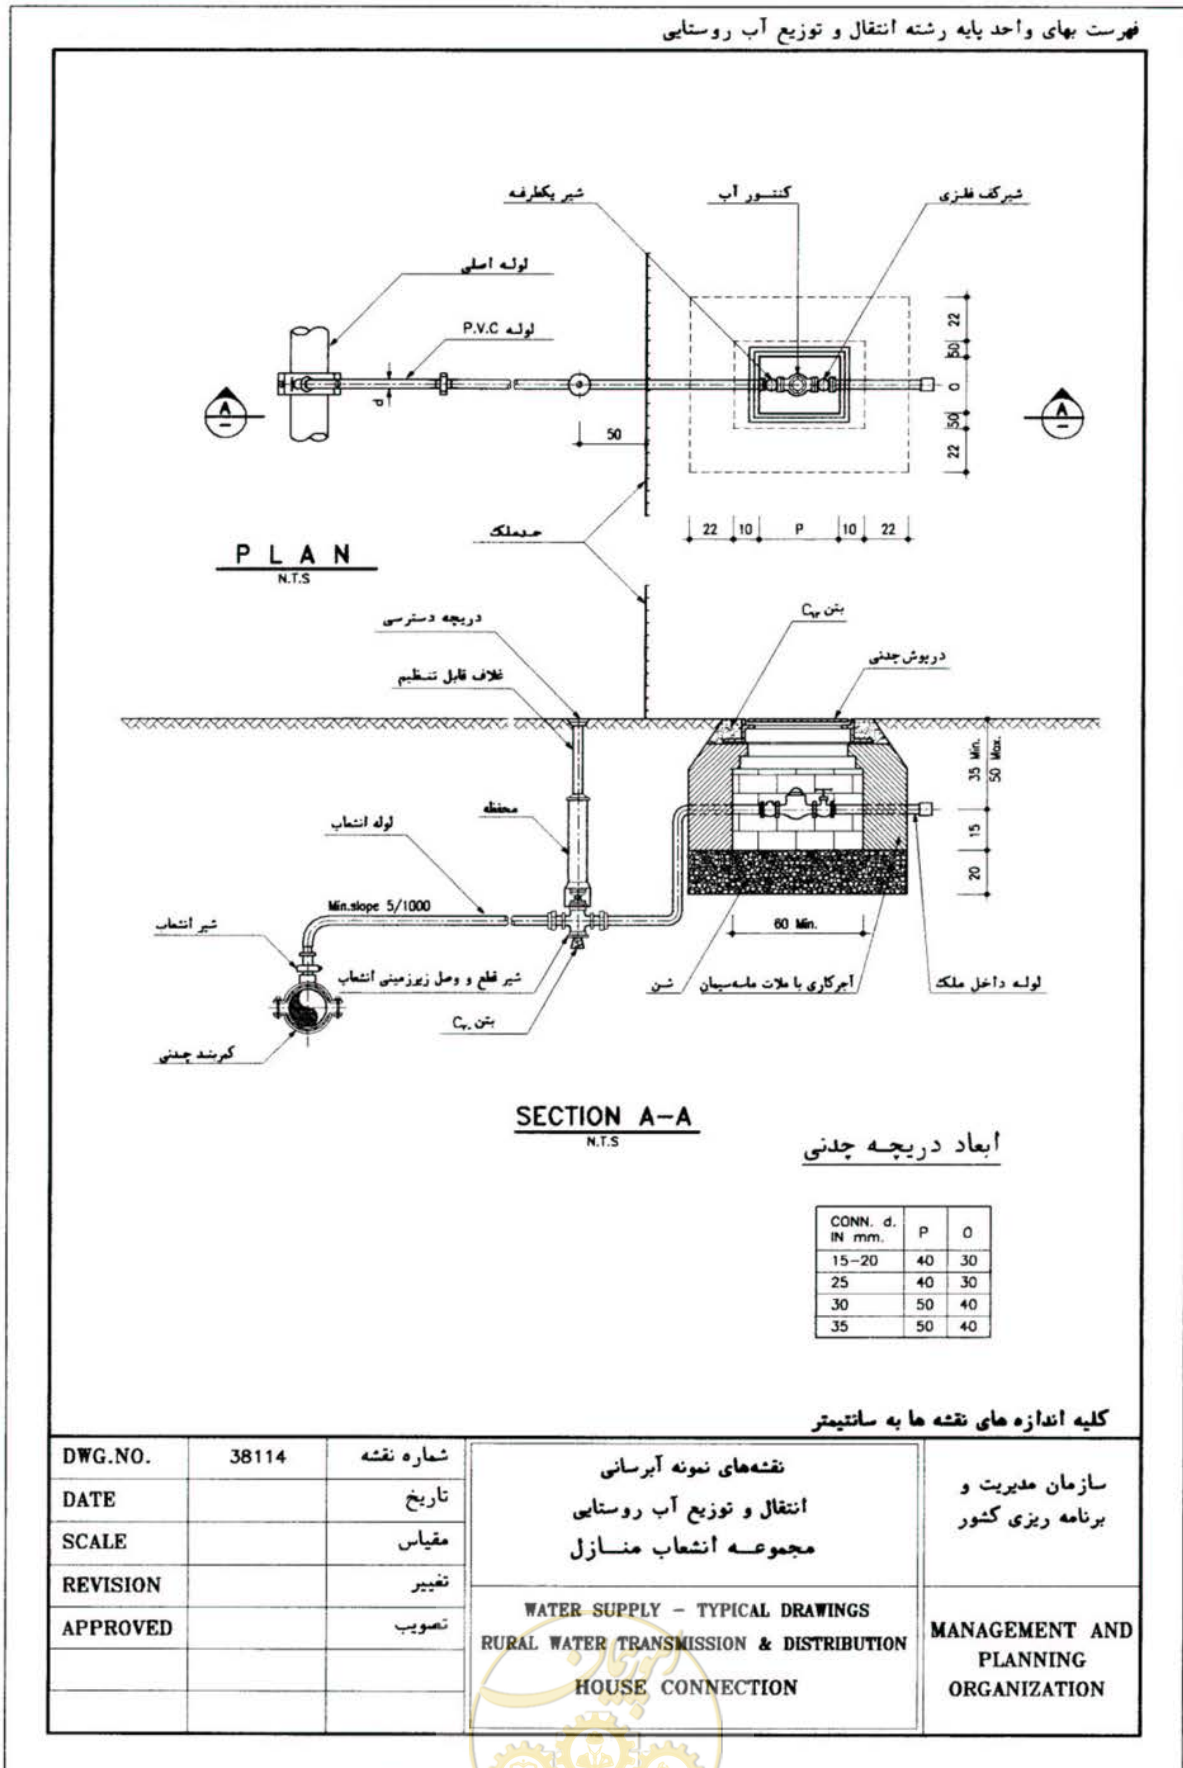 فهرست بهای واحد پایه رشته انتقال و توزیع آب روستایی
شیر یکطرفه
کنتور آب
شیرکف فلزی
لوله اصلی
لوله P.V.C
d
A
-
A
-
50
22
50
O
50
22
22
10
P
10
22
حدملک
PLAN
N.T.S
دریچه دسترسی
بتن
غلاف قابل تنظیم
درپوش چدنی
محفظه
لوله انشعاب
35 Min.
50 Max.
15
20
Min.slope 5/1000
شیر انشعاب
60 Min.
شیر قطع و وصل زیرزمینی انشعاب
شن
آجرکاری با ملات ماسه‌سیمان
لوله داخل ملک
بتن
کمربند چدنی
SECTION A-A
N.T.S
ابعاد دریچه چدنی
CONN. d. IN mm. P O
15-20 40 30
25 40 30
30 50 40
35 50 40
کلیه اندازه های نقشه ها به سانتیمتر
DWG.NO. 38114 شماره نقشه
DATE تاریخ
SCALE مقیاس
REVISION تغییر
APPROVED تصویب
نقشه‌های نمونه آبرسانی
انتقال و توزیع آب روستایی
مجموعه انشعاب منازل
WATER SUPPLY - TYPICAL DRAWINGS
RURAL WATER TRANSMISSION & DISTRIBUTION
HOUSE CONNECTION
سازمان مدیریت و
برنامه ریزی کشور
MANAGEMENT AND
PLANNING
ORGANIZATION